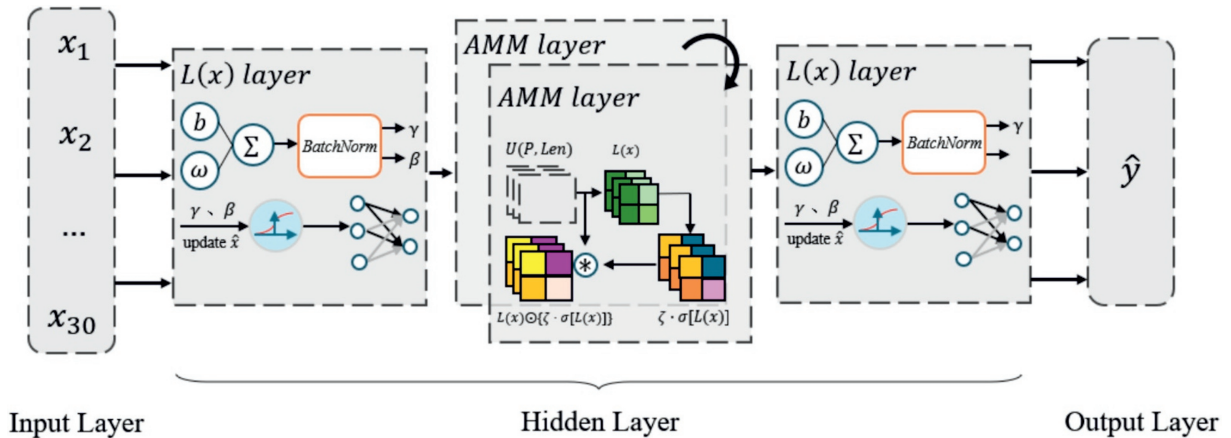 x₁
x₂
...
x₃₀
L(x) layer
b
ω
Σ
BatchNorm
γ
β
γ 、 β
update x̂
AMM layer
AMM layer
U(P, Len)
L(x)
L(x)⊙{ζ · σ[L(x)]}
ζ · σ[L(x)]
L(x) layer
b
ω
Σ
BatchNorm
γ
γ 、 β
update x̂
ŷ
Input Layer
Hidden Layer
Output Layer